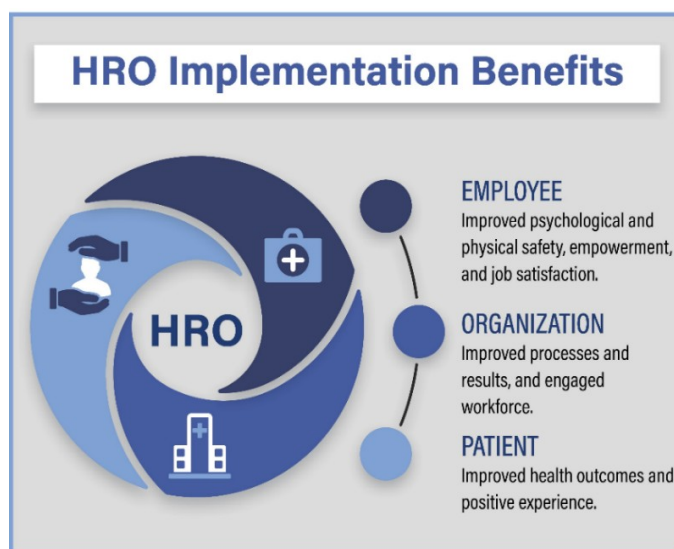 HRO Implementation Benefits
HRO
EMPLOYEE
Improved psychological and
physical safety, empowerment,
and job satisfaction.
ORGANIZATION
Improved processes and
results, and engaged
workforce.
PATIENT
Improved health outcomes and
positive experience.